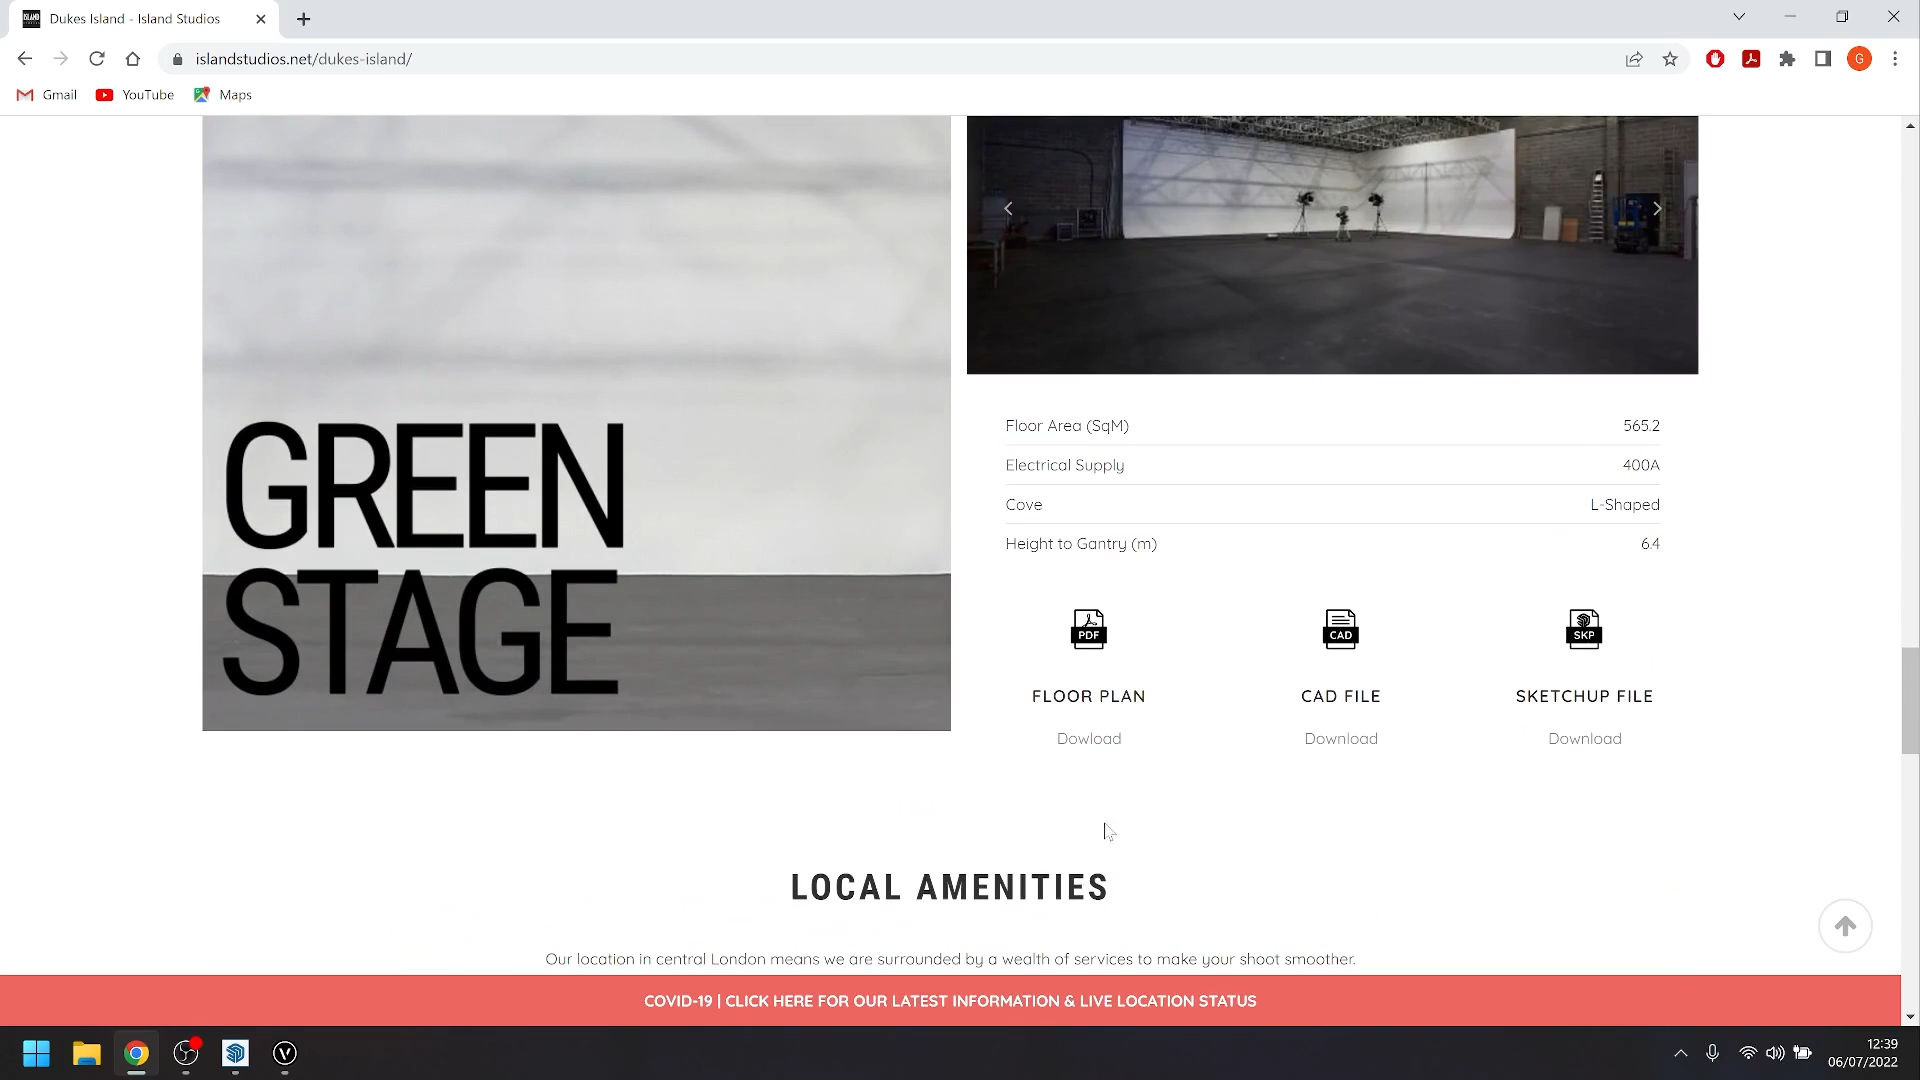 Dukes Island - Island Studios
islandstudios.net/dukes-island/
G
Gmail
YouTube
Maps
GREEN
STAGE
Floor Area (SqM) 565.2
Electrical Supply 400A
Cove L-Shaped
Height to Gantry (m) 6.4
PDF CAD SKP
FLOOR PLAN CAD FILE SKETCHUP FILE
Dowload Download Download
LOCAL AMENITIES
Our location in central London means we are surrounded by a wealth of services to make your shoot smoother.
COVID-19 | CLICK HERE FOR OUR LATEST INFORMATION & LIVE LOCATION STATUS
V
12:39
06/07/2022